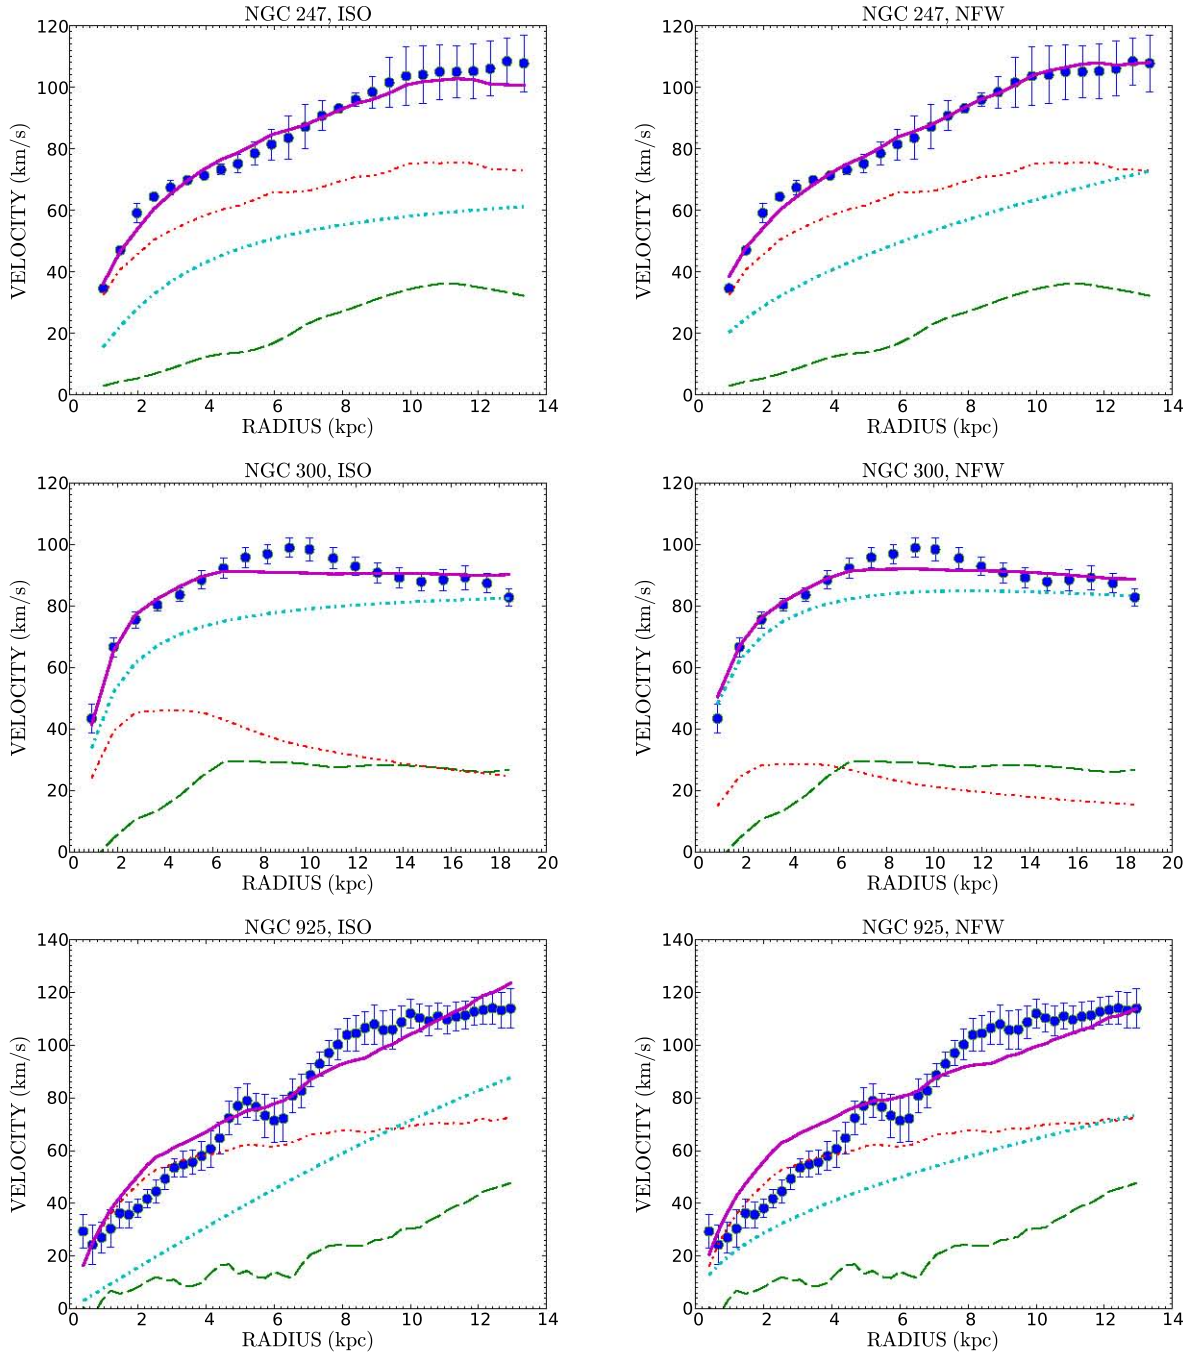 NGC 247, ISO
120
100
80
60
40
20
0
VELOCITY (km/s)
0 2 4 6 8 10 12 14
RADIUS (kpc)
NGC 247, NFW
120
100
80
60
40
20
0
VELOCITY (km/s)
0 2 4 6 8 10 12 14
RADIUS (kpc)
NGC 300, ISO
120
100
80
60
40
20
0
VELOCITY (km/s)
0 2 4 6 8 10 12 14 16 18 20
RADIUS (kpc)
NGC 300, NFW
120
100
80
60
40
20
0
VELOCITY (km/s)
0 2 4 6 8 10 12 14 16 18 20
RADIUS (kpc)
NGC 925, ISO
140
120
100
80
60
40
20
0
VELOCITY (km/s)
0 2 4 6 8 10 12 14
RADIUS (kpc)
NGC 925, NFW
140
120
100
80
60
40
20
0
VELOCITY (km/s)
0 2 4 6 8 10 12 14
RADIUS (kpc)